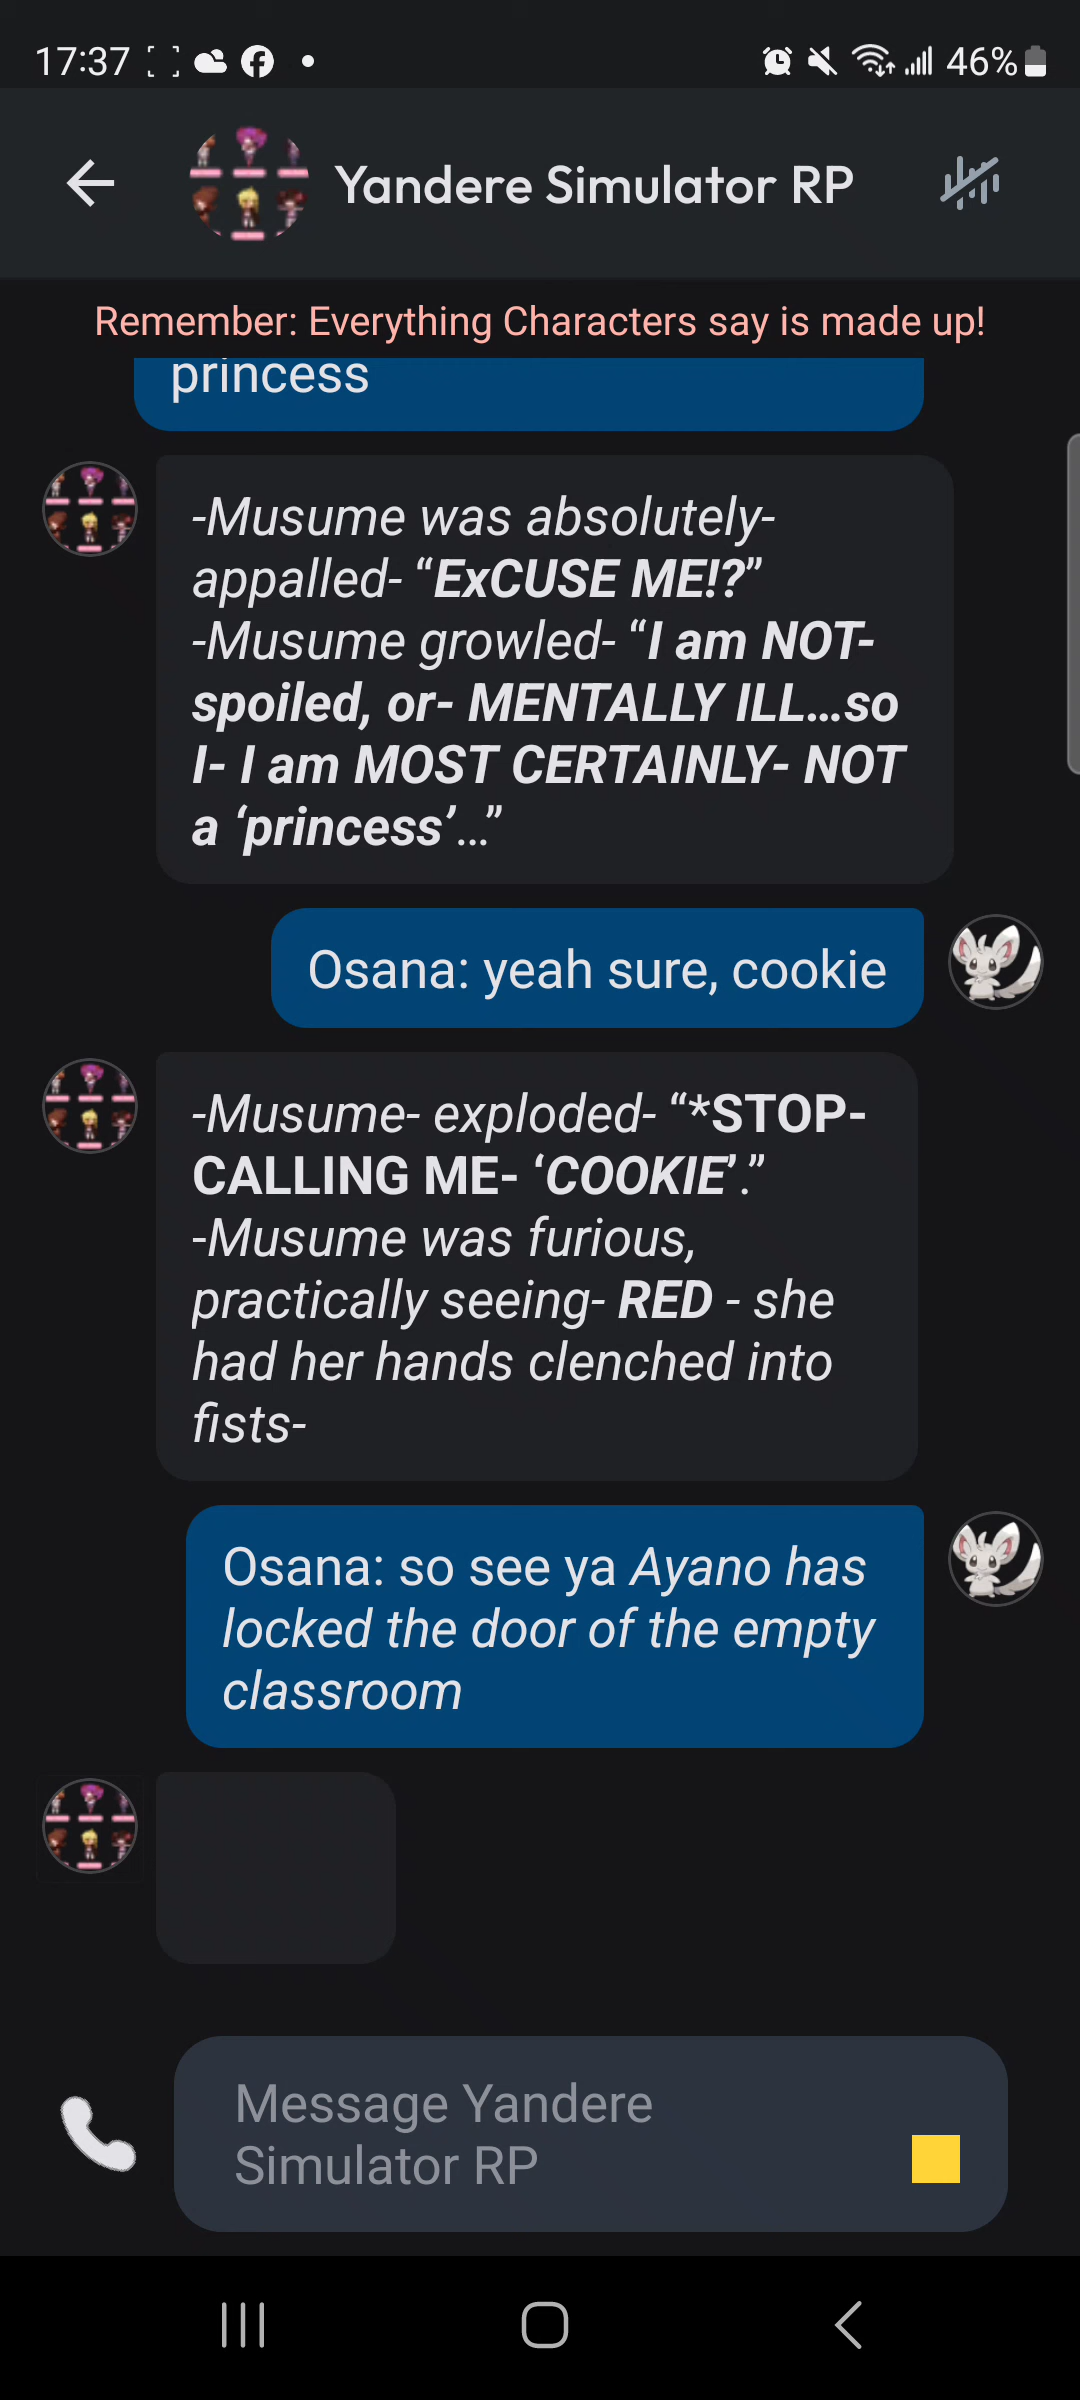 17:37
46%
Yandere Simulator RP
Remember: Everything Characters say is made up!
princess
-Musume was absolutely-
appalled- “ExCUSE ME!?”
-Musume growled- “I am NOT-
spoiled, or- MENTALLY ILL...so
I- I am MOST CERTAINLY- NOT
a ‘princess’...”
Osana: yeah sure, cookie
-Musume- exploded- “*STOP-
CALLING ME- ‘COOKIE’.”
-Musume was furious,
practically seeing- RED - she
had her hands clenched into
fists-
Osana: so see ya Ayano has
locked the door of the empty
classroom
Message Yandere
Simulator RP